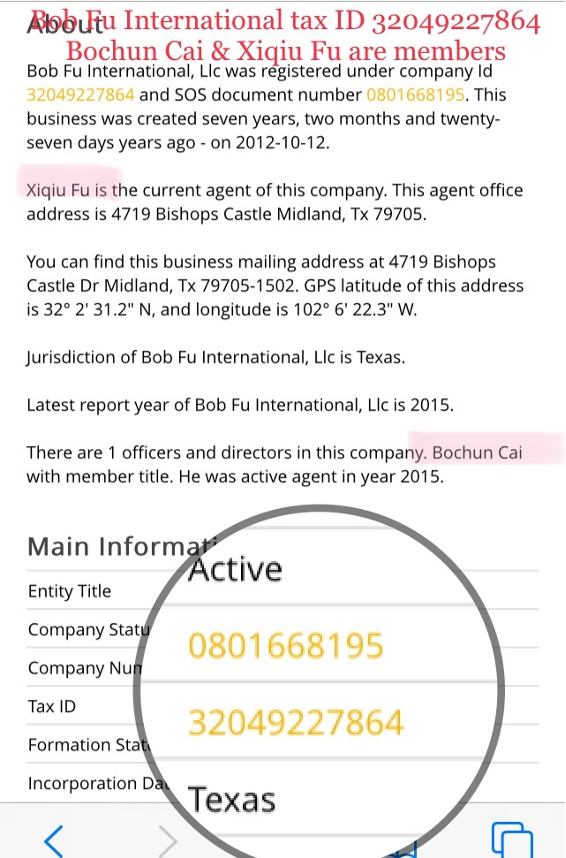 Bob Fu International tax ID 32049227864
About
Bochun Cai & Xiqiu Fu are members
Bob Fu International, Llc was registered under company Id
32049227864 and SOS document number 0801668195. This
business was created seven years, two months and twenty-
seven days years ago - on 2012-10-12.
Xiqiu Fu is the current agent of this company. This agent office
address is 4719 Bishops Castle Midland, Tx 79705.
You can find this business mailing address at 4719 Bishops
Castle Dr Midland, Tx 79705-1502. GPS latitude of this address
is 32° 2' 31.2" N, and longitude is 102° 6' 22.3" W.
Jurisdiction of Bob Fu International, Llc is Texas.
Latest report year of Bob Fu International, Llc is 2015.
There are 1 officers and directors in this company. Bochun Cai
with member title. He was active agent in year 2015.
Main Informati
Active
Entity Title
Company Statu
0801668195
Company Num
Tax ID
32049227864
Formation Stat
Incorporation Da
Texas